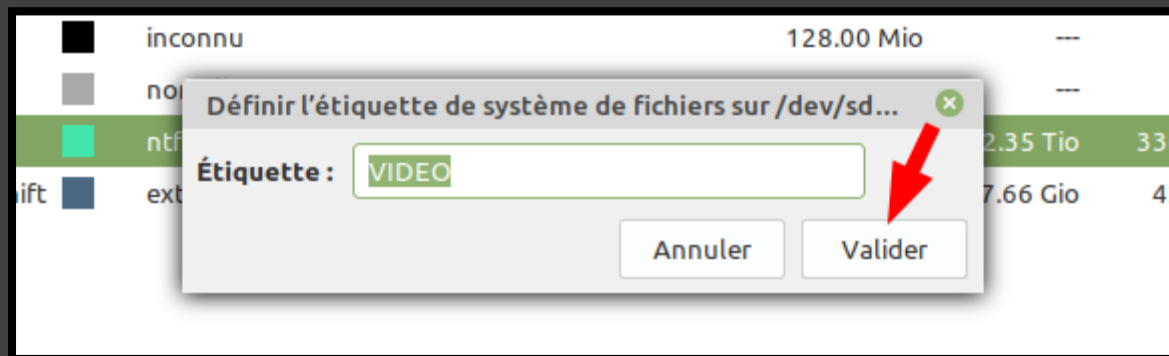 inconnu 128.00 Mio ---
---
Définir l’étiquette de système de fichiers sur /dev/sd...
2.35 Tio 33
Étiquette : VIDEO
7.66 Gio 4
Annuler Valider